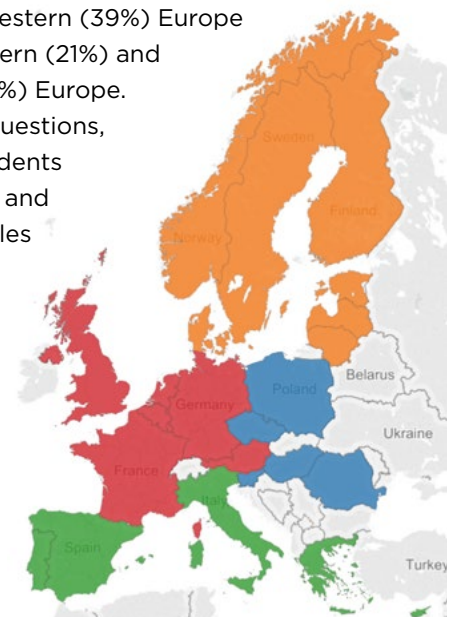 estern (39%) Europe
ern (21%) and
%) Europe.
uestions,
dents
and
les
Sweden
Finland
Norway
Belarus
Poland
Germany
Ukraine
France
Italy
Spain
Turkey